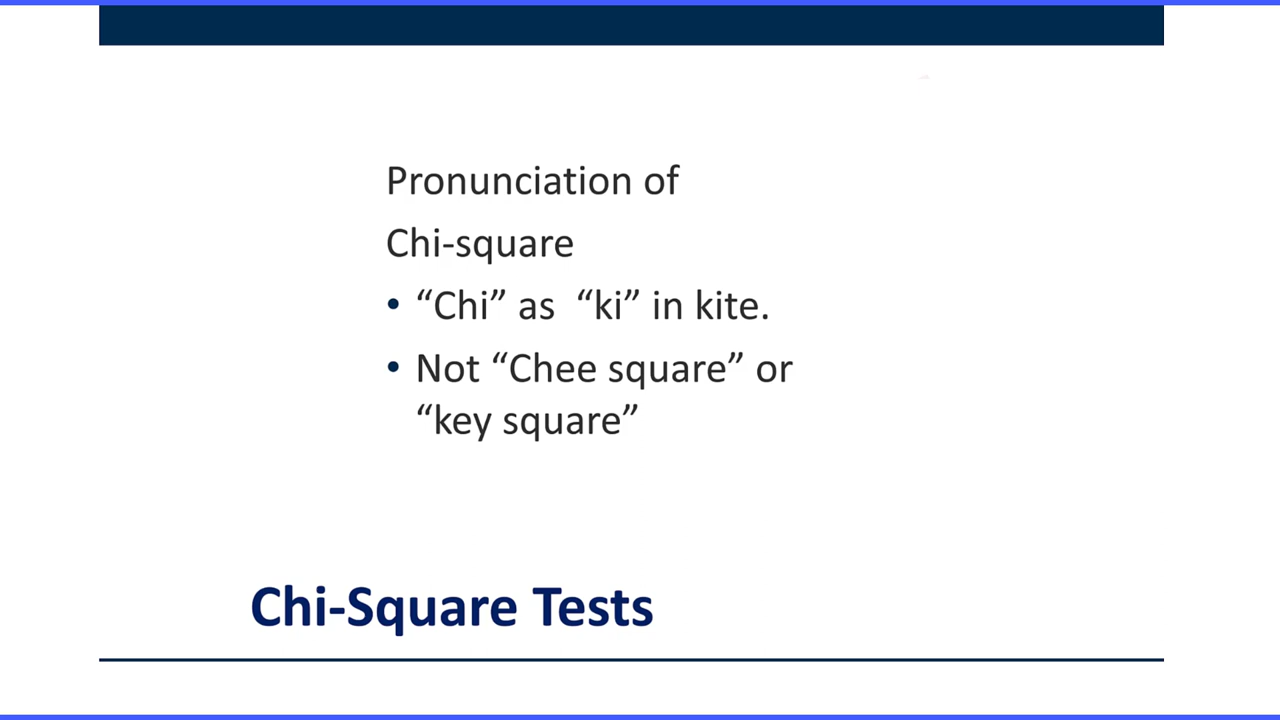 Pronunciation of
Chi-square
• “Chi” as “ki” in kite.
• Not “Chee square” or
“key square”
Chi-Square Tests